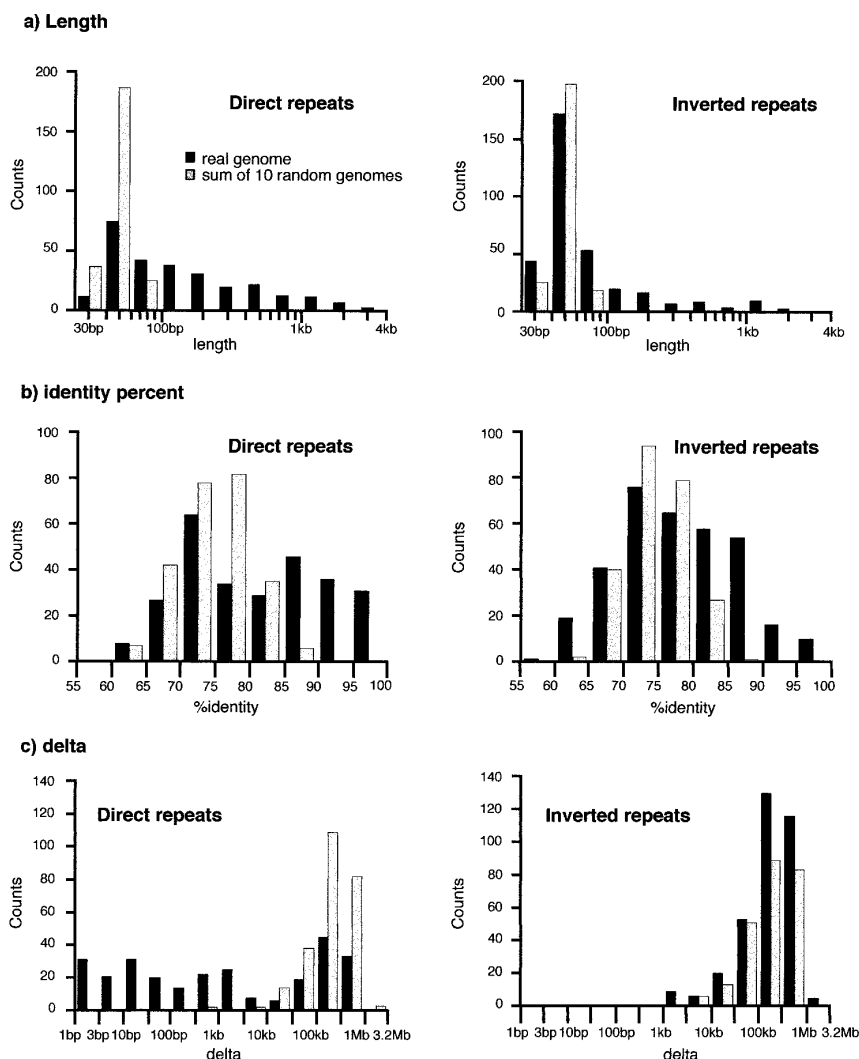 a) Length
Direct repeats
Inverted repeats
real genome
sum of 10 random genomes
Counts
200
150
100
50
0
30bp 100bp 1kb 4kb
length
Counts
200
150
100
50
0
30bp 100bp 1kb 4kb
length
b) identity percent
Direct repeats
Inverted repeats
Counts
100
80
60
40
20
0
55 60 65 70 75 80 85 90 95 100
%identity
Counts
100
80
60
40
20
0
55 60 65 70 75 80 85 90 95 100
%identity
c) delta
Direct repeats
Inverted repeats
Counts
140
120
100
80
60
40
20
0
1bp 3bp 10bp 100bp 1kb 10kb 100kb 1Mb 3.2Mb
delta
Counts
140
120
100
80
60
40
20
0
1bp 3bp 10bp 100bp 1kb 10kb 100kb 1Mb 3.2Mb
delta